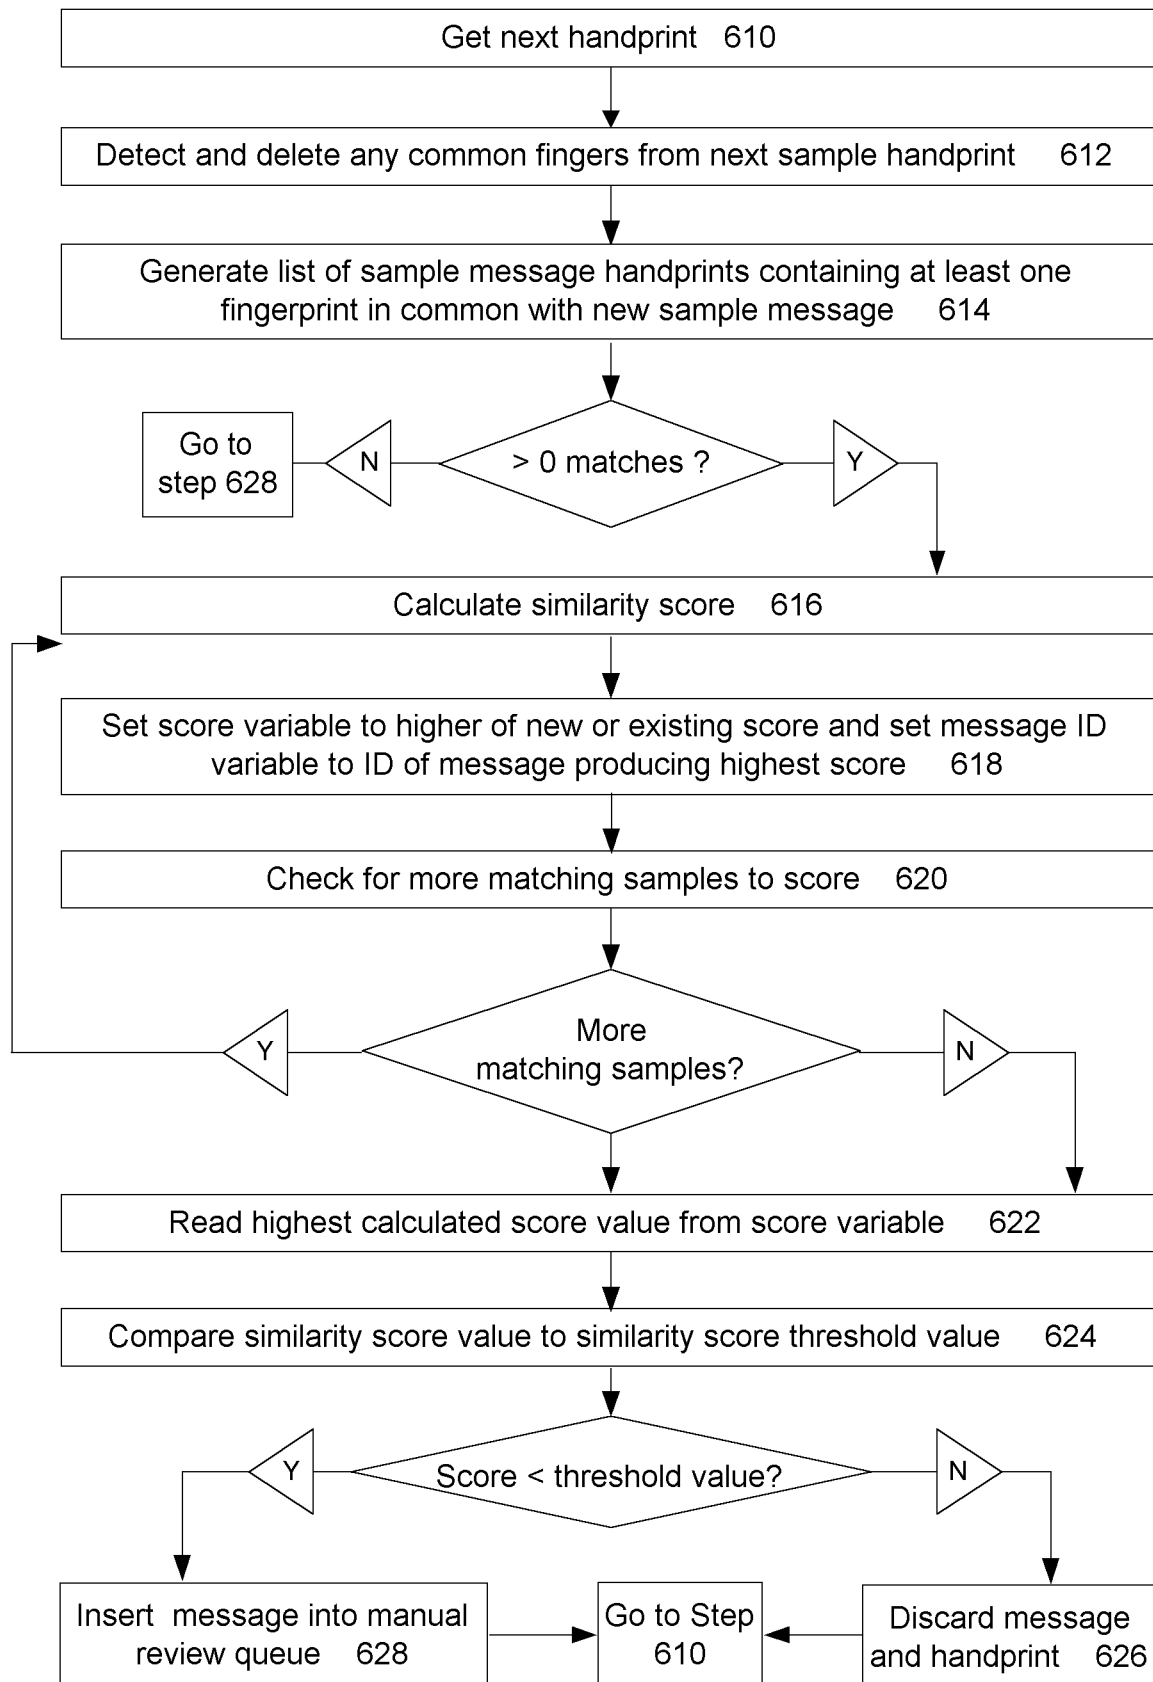 Get next handprint 610
Detect and delete any common fingers from next sample handprint 612
Generate list of sample message handprints containing at least one
fingerprint in common with new sample message 614
Go to
step 628
N
> 0 matches ?
Y
Calculate similarity score 616
Set score variable to higher of new or existing score and set message ID
variable to ID of message producing highest score 618
Check for more matching samples to score 620
Y
More
matching samples?
N
Read highest calculated score value from score variable 622
Compare similarity score value to similarity score threshold value 624
Y
Score < threshold value?
N
Insert message into manual
review queue 628
Go to Step
610
Discard message
and handprint 626